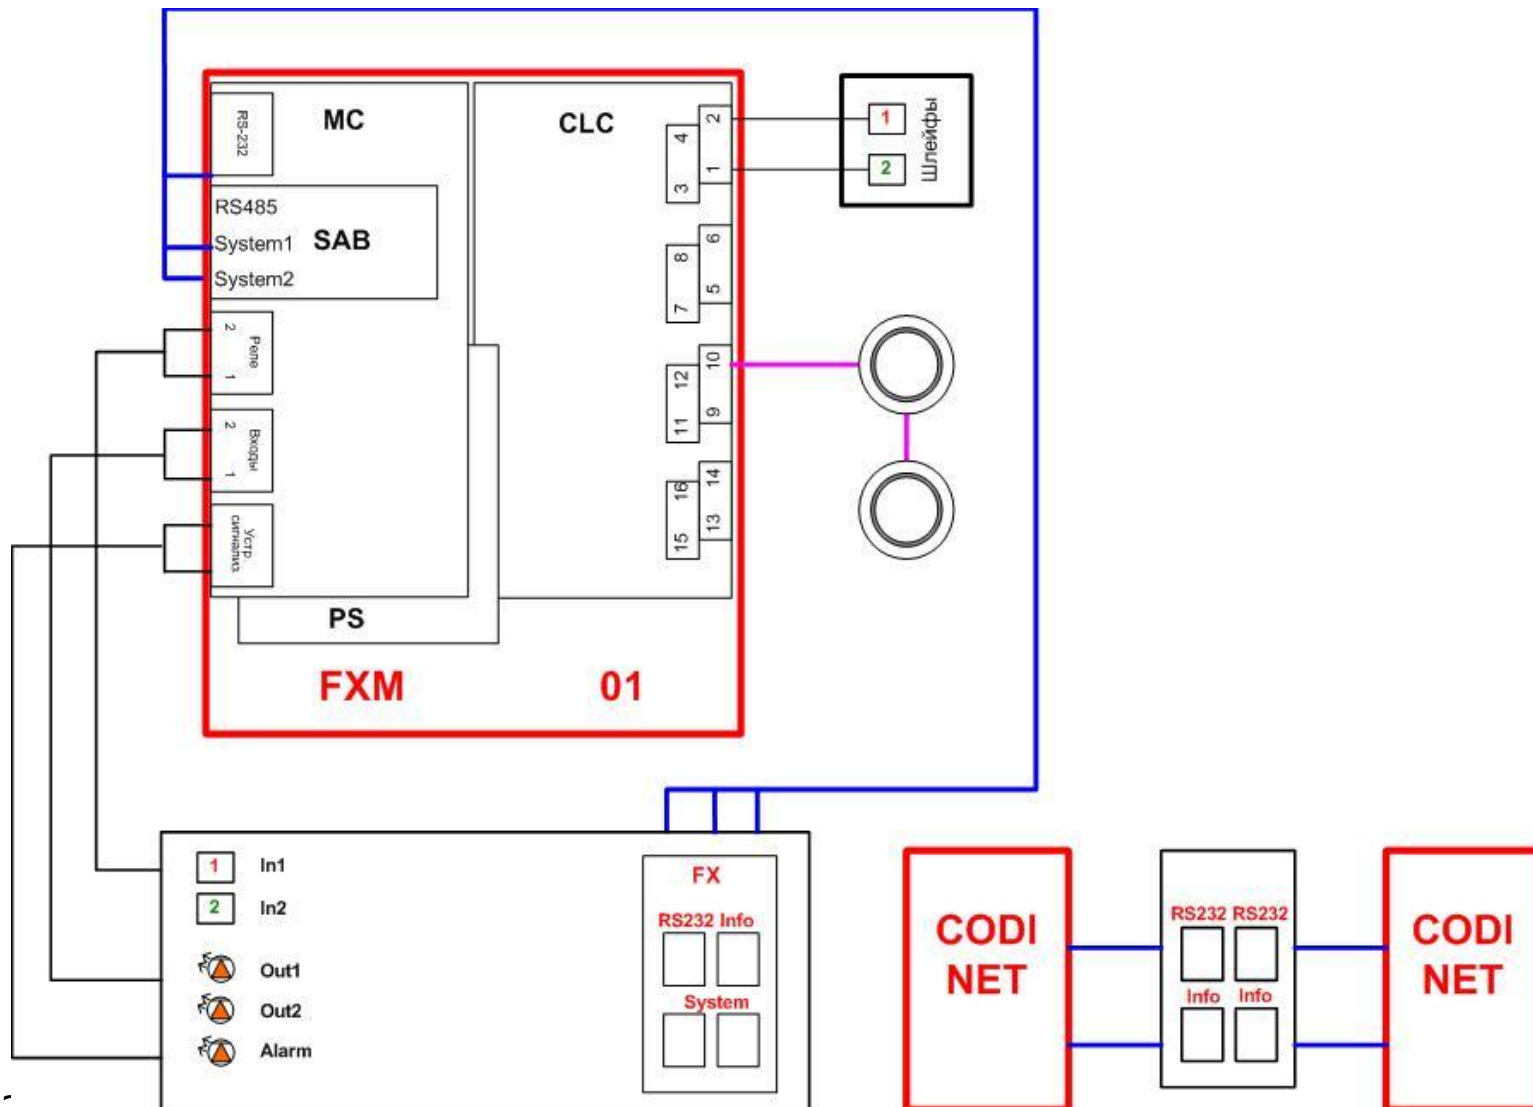 RS-232
MC
CLC
RS485
System1
SAB
System2
2
1
Реле
2
1
Входы
Устр.
сигнализ.
PS
FXM
01
4
2
3
1
8
6
7
5
12
10
11
9
16
14
15
13
1
2
Шлейфы
1
In1
2
In2
Out1
Out2
Alarm
FX
RS232 Info
System
CODI
NET
RS232 RS232
Info Info
CODI
NET